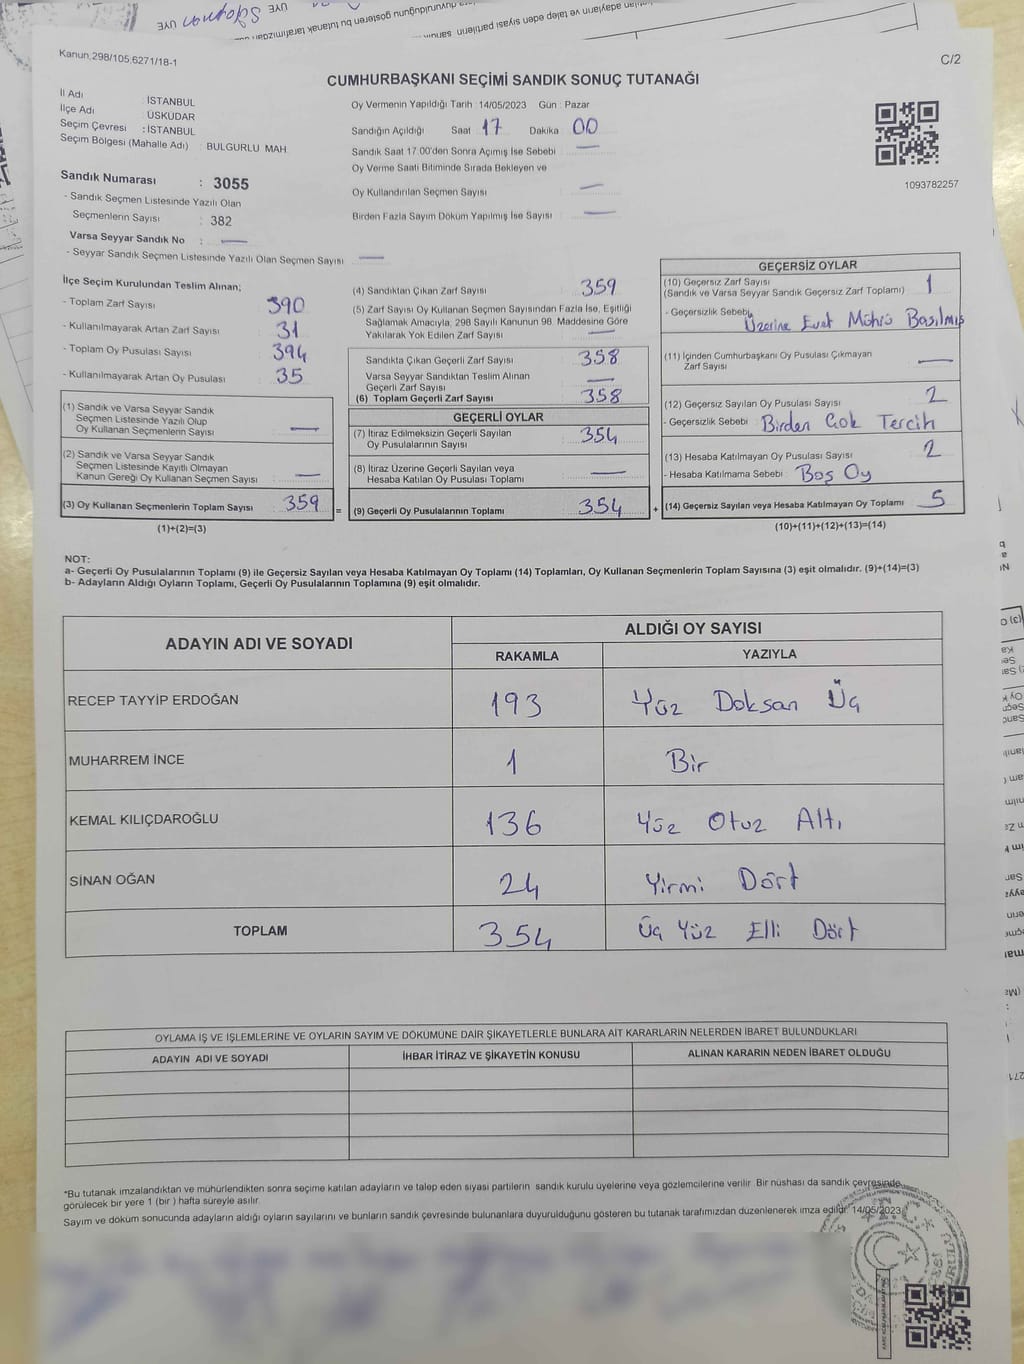 Kanun,298/105,6271/18-1
C/2
CUMHURBAŞKANI SEÇİMİ SANDIK SONUÇ TUTANAĞI
İl Adı : İSTANBUL
İlçe Adı : ÜSKÜDAR
Seçim Çevresi : İSTANBUL
Seçim Bölgesi (Mahalle Adı) : BULGURLU MAH.
Sandık Numarası : 3055
- Sandık Seçmen Listesinde Yazılı Olan
Seçmenlerin Sayısı : 382
Varsa Seyyar Sandık No : —
- Seyyar Sandık Seçmen Listesinde Yazılı Olan Seçmen Sayısı —
Oy Vermenin Yapıldığı Tarih : 14/05/2023 Gün : Pazar
Sandığın Açıldığı Saat 17 Dakika 00
Sandık Saat 17:00'den Sonra Açımış İse Sebebi —
Oy Verme Saati Bitiminde Sırada Bekleyen ve
Oy Kullandırılan Seçmen Sayısı —
Birden Fazla Sayım Döküm Yapılmış İse Sayısı —
1093782257
İlçe Seçim Kurulundan Teslim Alınan;
- Toplam Zarf Sayısı 390
- Kullanılmayarak Artan Zarf Sayısı 31
- Toplam Oy Pusulası Sayısı 394
- Kullanılmayarak Artan Oy Pusulası 35
(1) Sandık ve Varsa Seyyar Sandık
Seçmen Listesinde Yazılı Olup
Oy Kullanan Seçmenlerin Sayısı —
(2) Sandık ve Varsa Seyyar Sandık
Seçmen Listesinde Kayıtlı Olmayan
Kanun Gereği Oy Kullanan Seçmen Sayısı —
(3) Oy Kullanan Seçmenlerin Toplam Sayısı 359 =
(1)+(2)=(3)
(4) Sandıktan Çıkan Zarf Sayısı 359
(5) Zarf Sayısı Oy Kullanan Seçmen Sayısından Fazla İse, Eşitliği
Sağlamak Amacıyla, 298 Sayılı Kanunun 98. Maddesine Göre
Yakılarak Yok Edilen Zarf Sayısı —
Sandıkta Çıkan Geçerli Zarf Sayısı 358
Varsa Seyyar Sandıktan Teslim Alınan
Geçerli Zarf Sayısı —
(6) Toplam Geçerli Zarf Sayısı 358
GEÇERLİ OYLAR
(7) İtiraz Edilmeksizin Geçerli Sayılan
Oy Pusulalarının Sayısı 354
(8) İtiraz Üzerine Geçerli Sayılan veya
Hesaba Katılan Oy Pusulası Toplamı —
(9) Geçerli Oy Pusulalarının Toplamı 354 +
GEÇERSİZ OYLAR
(10) Geçersiz Zarf Sayısı 1
(Sandık ve Varsa Seyyar Sandık Geçersiz Zarf Toplamı)
- Geçersizlik Sebebi Üzerine Evet Mührü Basılmış
(11) İçinden Cumhurbaşkanı Oy Pusulası Çıkmayan
Zarf Sayısı —
(12) Geçersiz Sayılan Oy Pusulası Sayısı 2
- Geçersizlik Sebebi : Birden Çok Tercih
(13) Hesaba Katılmayan Oy Pusulası Sayısı 2
- Hesaba Katılmama Sebebi : Boş Oy
(14) Geçersiz Sayılan veya Hesaba Katılmayan Oy Toplamı 5
(10)+(11)+(12)+(13)=(14)
NOT:
a- Geçerli Oy Pusulalarının Toplamı (9) ile Geçersiz Sayılan veya Hesaba Katılmayan Oy Toplamı (14) Toplamları, Oy Kullanan Seçmenlerin Toplam Sayısına (3) eşit olmalıdır. (9)+(14)=(3)
b- Adayların Aldığı Oyların Toplamı, Geçerli Oy Pusulalarının Toplamına (9) eşit olmalıdır.
ADAYIN ADI VE SOYADI
ALDIĞI OY SAYISI
RAKAMLA YAZIYLA
RECEP TAYYİP ERDOĞAN 193 Yüz Doksan Üç
MUHARREM İNCE 1 Bir
KEMAL KILIÇDAROĞLU 136 Yüz Otuz Altı
SİNAN OĞAN 24 Yirmi Dört
TOPLAM 354 Üç Yüz Elli Dört
OYLAMA İŞ VE İŞLEMLERİNE VE OYLARIN SAYIM VE DÖKÜMÜNE DAİR ŞİKAYETLERLE BUNLARA AİT KARARLARIN NELERDEN İBARET BULUNDUKLARI
ADAYIN ADI VE SOYADI İHBAR İTİRAZ VE ŞİKAYETİN KONUSU ALINAN KARARIN NEDEN İBARET OLDUĞU
*Bu tutanak imzalandıktan ve mühürlendikten sonra seçime katılan adayların ve talep eden siyasi partilerin sandık kurulu üyelerine veya gözlemcilerine verilir. Bir nüshası da sandık çevresinde
görülecek bir yere 1 (bir) hafta süreyle asılır.
Sayım ve döküm sonucunda adayların aldığı oyların sayılarını ve bunların sandık çevresinde bulunanlara duyurulduğunu gösteren bu tutanak tarafımızdan düzenlenerek imza edildi. 14/05/2023